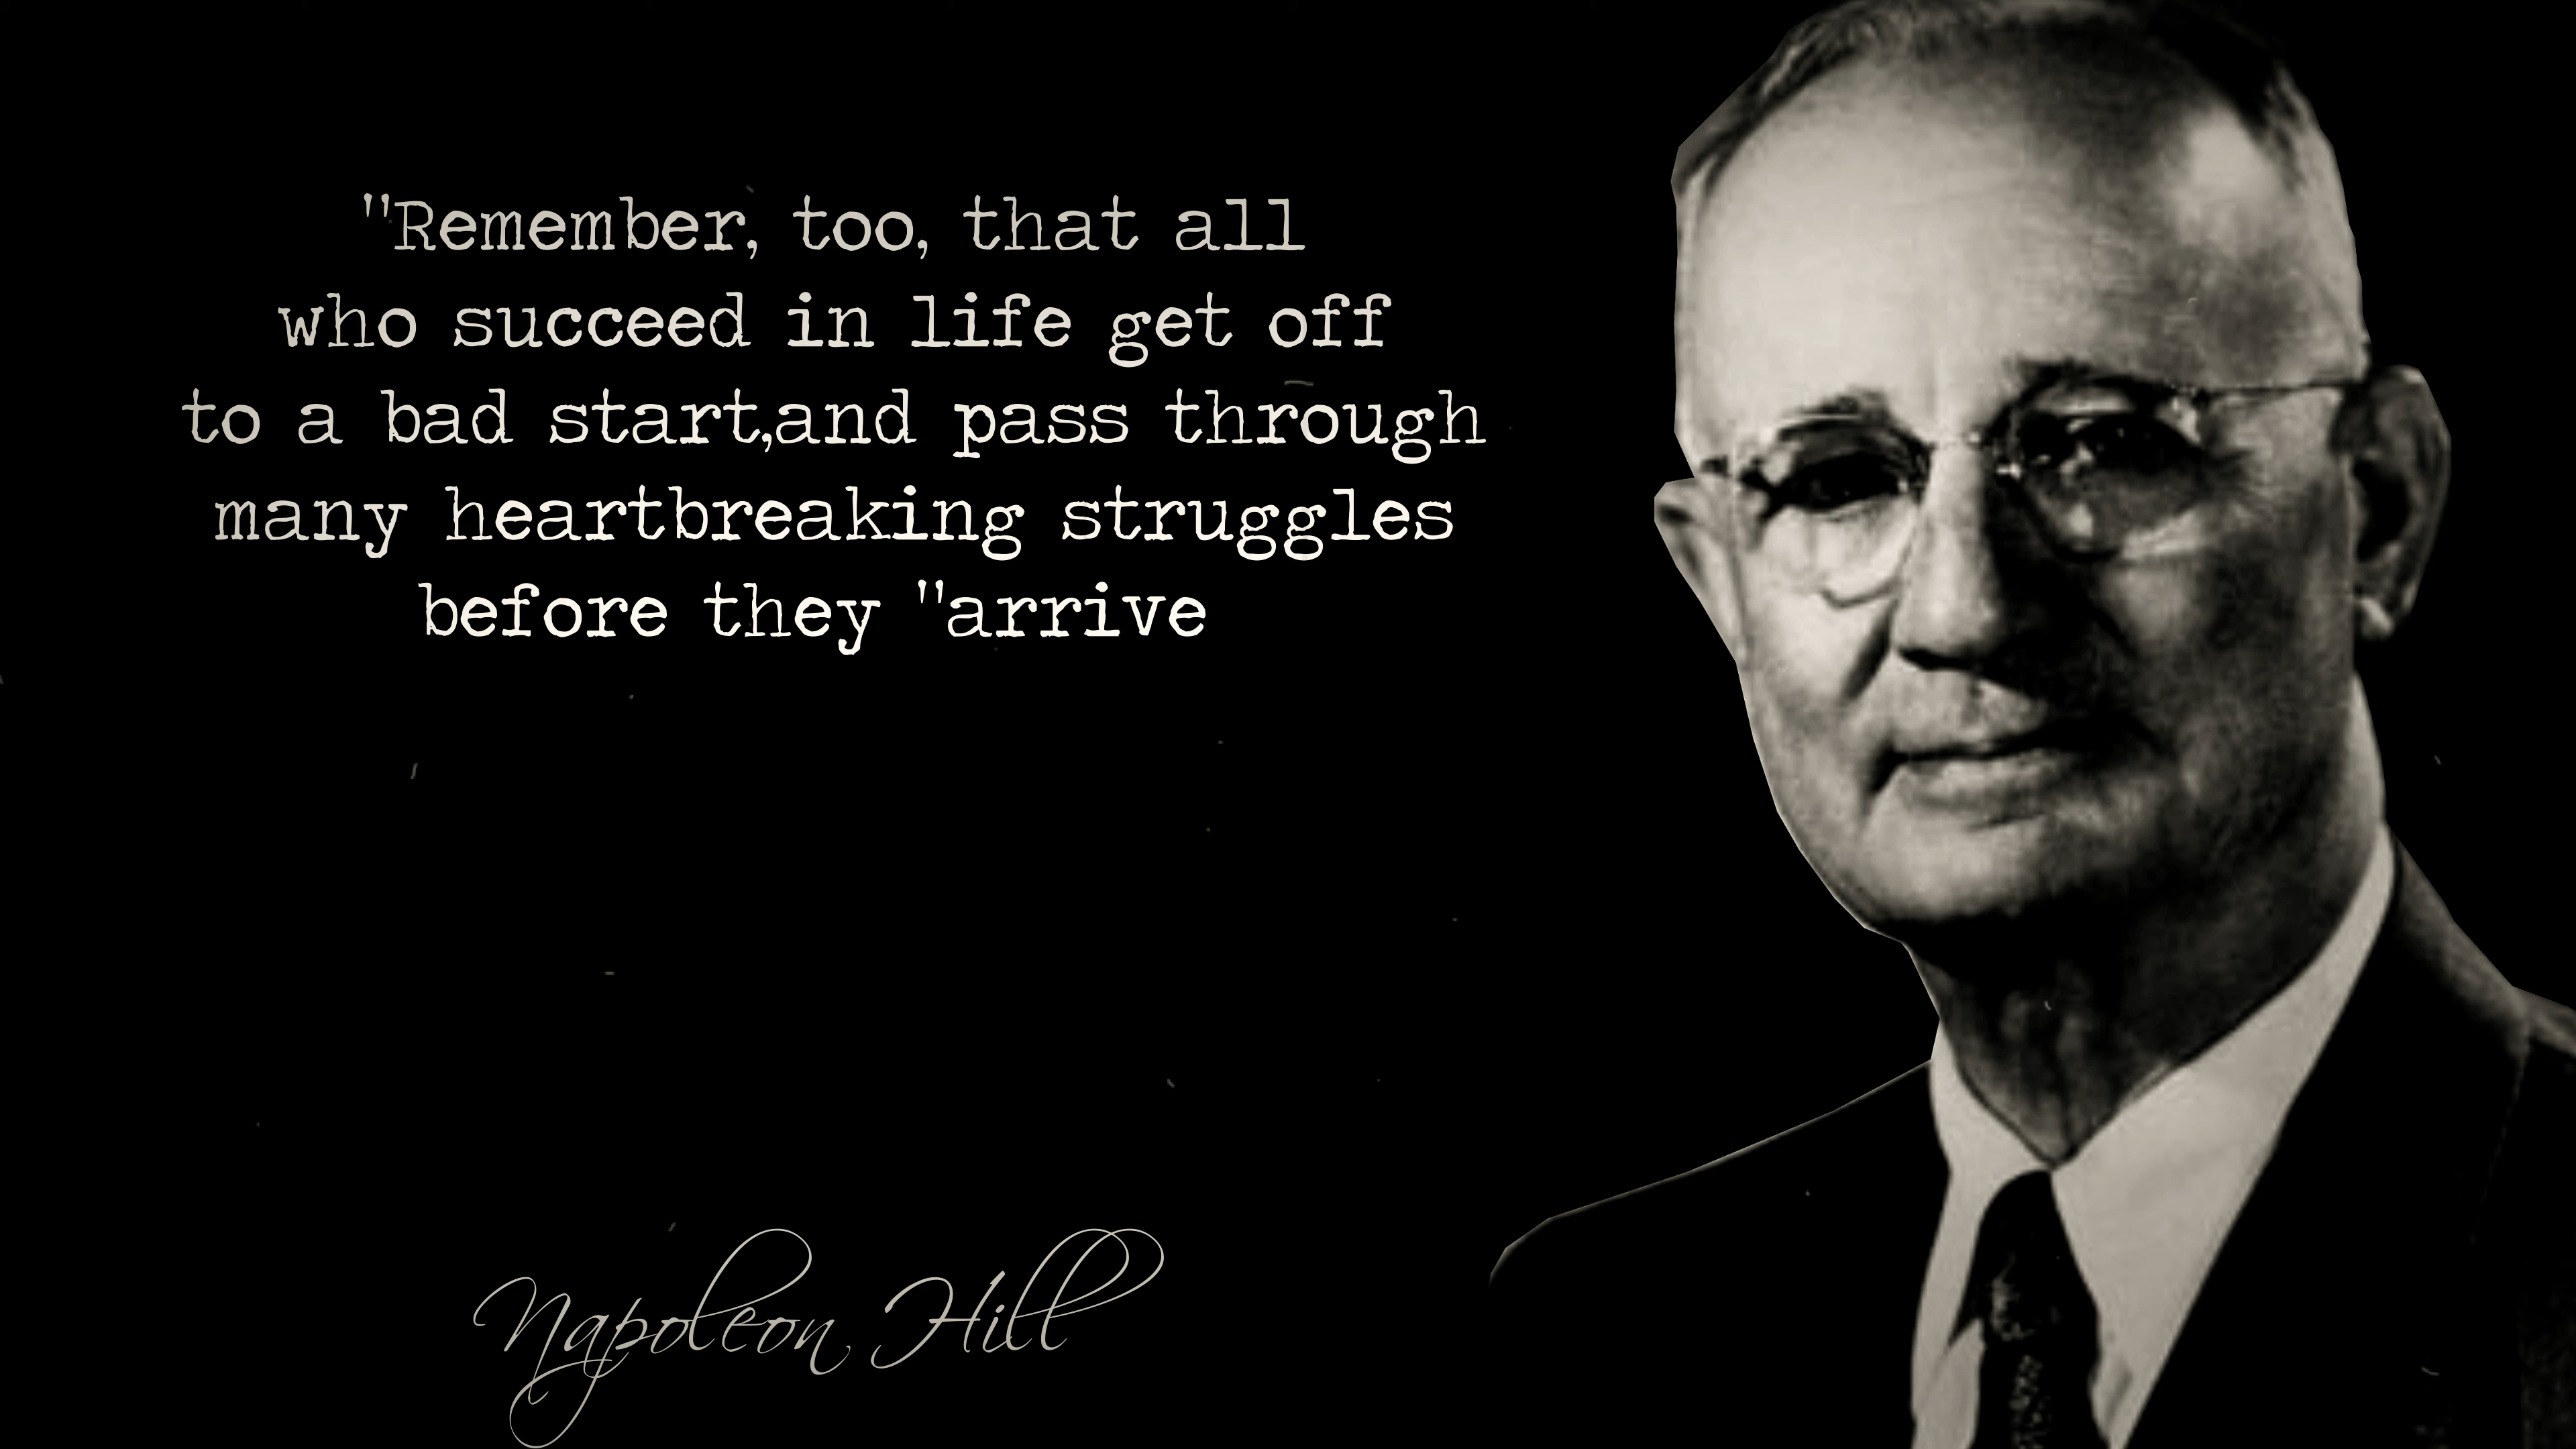 "Remember, too, that all
who succeed in life get off
to a bad start,and pass through
many heartbreaking struggles
before they "arrive
Napoleon Hill